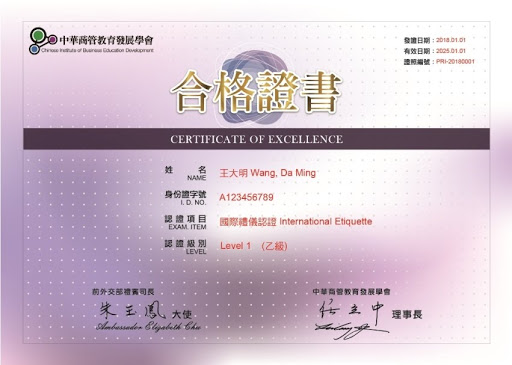 中華商管教育發展學會
Chinese Institute of Business Education Development
發證日期：2018.01.01
有效日期：2025.01.01
證照編號：PRI-20180001
合格證書
CERTIFICATE OF EXCELLENCE
姓 名 王大明 Wang, Da Ming
NAME
身份證字號 A123456789
I. D. NO.
認證項目 國際禮儀認證 International Etiquette
EXAM. ITEM
認證級別 Level 1 (乙級)
LEVEL
前外交部禮賓司長
朱玉鳳 大使
Ambassador Elizabeth Chu
中華商管教育發展學會
任立中 理事長